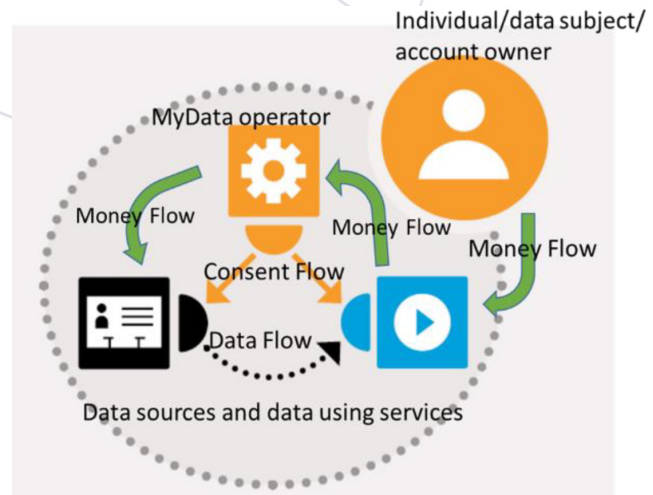 Individual/data subject/
account owner
MyData operator
Money Flow
Money Flow
Money Flow
Consent Flow
Data Flow
Data sources and data using services